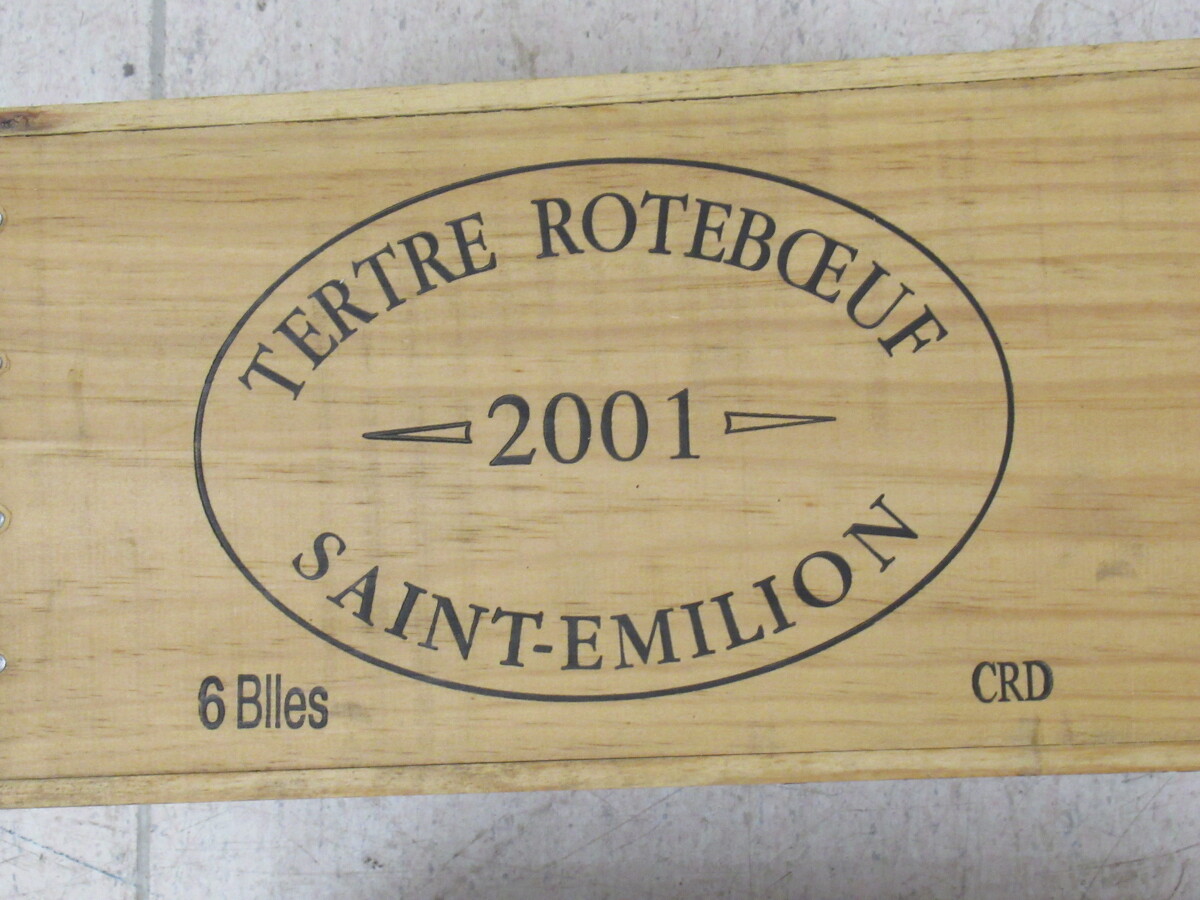 TERTRE ROTEBŒUF
2001
SAINT-EMILION
6 Blles
CRD